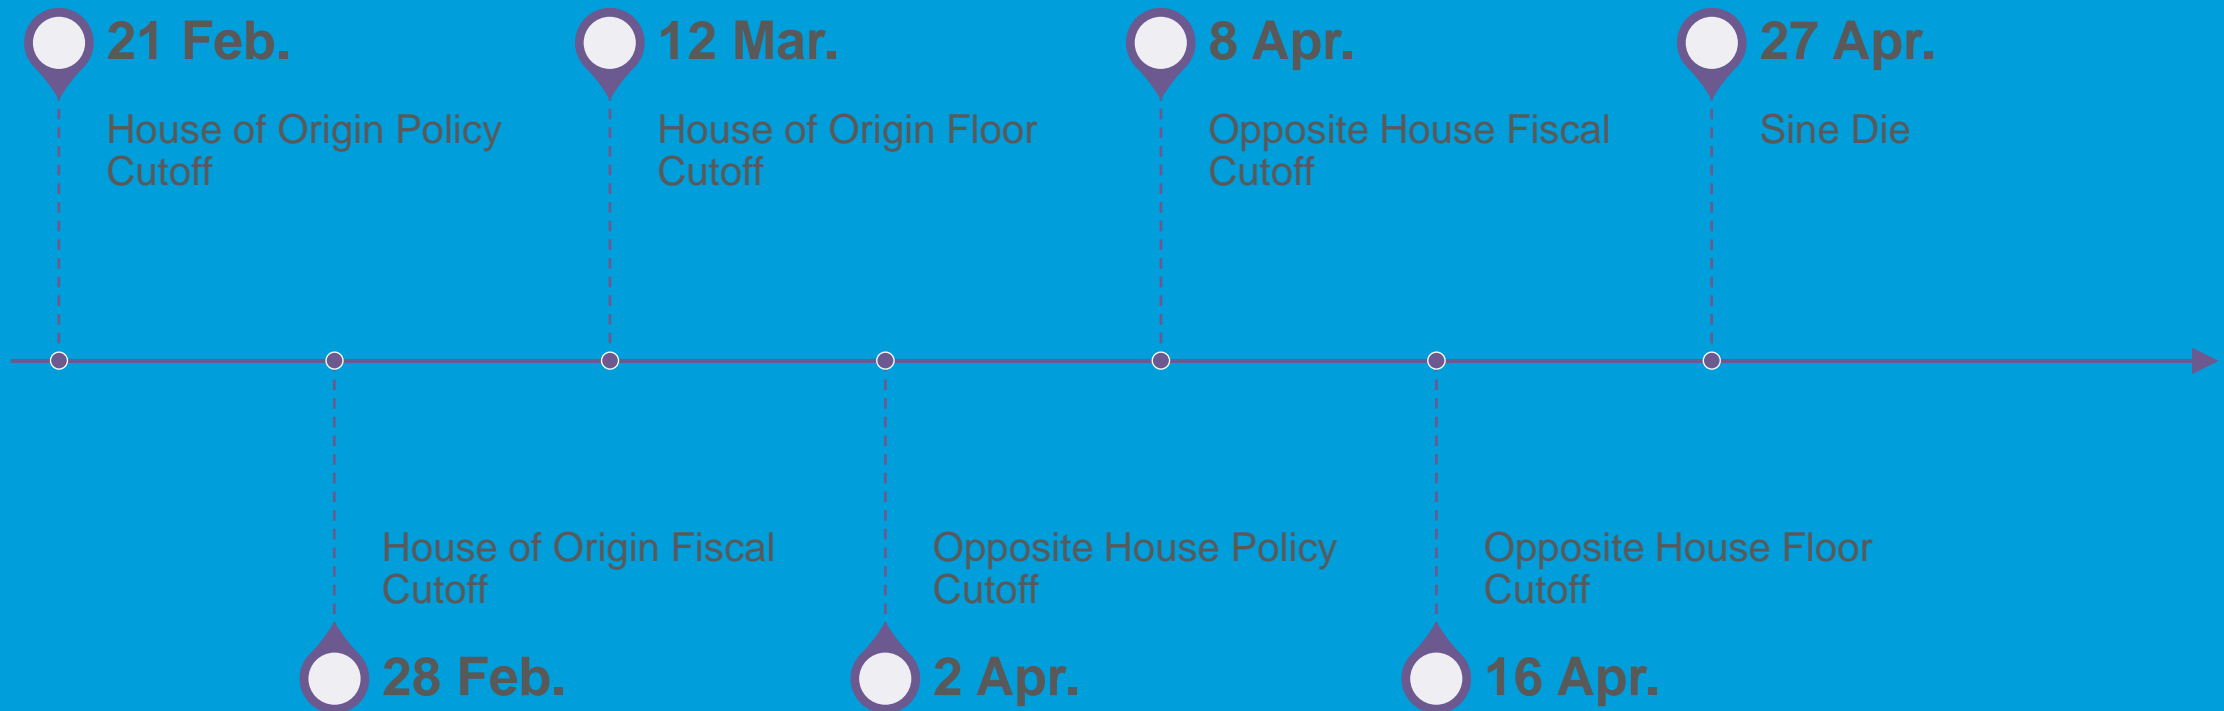 21 Feb.
House of Origin Policy
Cutoff
12 Mar.
House of Origin Floor
Cutoff
8 Apr.
Opposite House Fiscal
Cutoff
27 Apr.
Sine Die
House of Origin Fiscal
Cutoff
28 Feb.
Opposite House Policy
Cutoff
2 Apr.
Opposite House Floor
Cutoff
16 Apr.